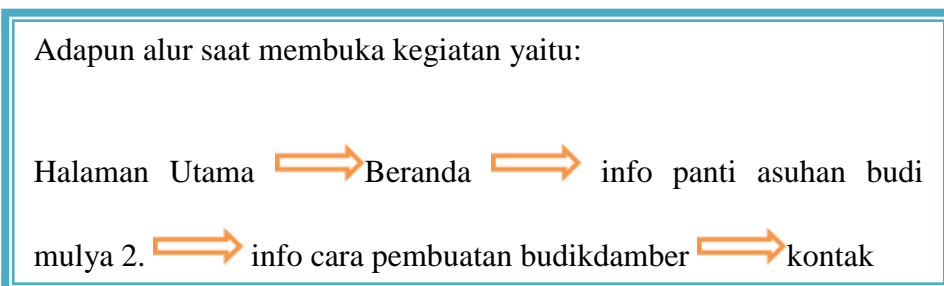 Adapun alur saat membuka kegiatan yaitu:
Halaman Utama Beranda info panti asuhan budi
mulya 2. info cara pembuatan budikdamber kontak